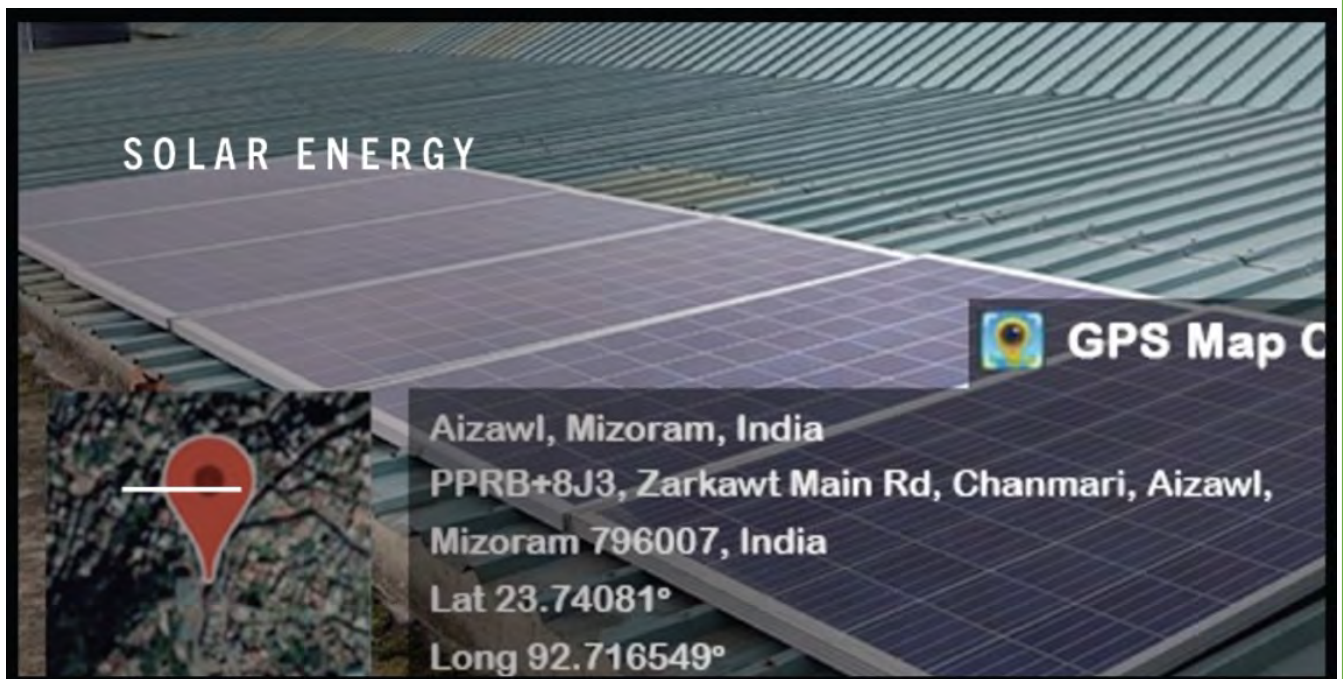 SOLAR ENERGY
GPS Map C
Aizawl, Mizoram, India
PPRB+8J3, Zarkawt Main Rd, Chanmari, Aizawl,
Mizoram 796007, India
Lat 23.74081°
Long 92.716549°